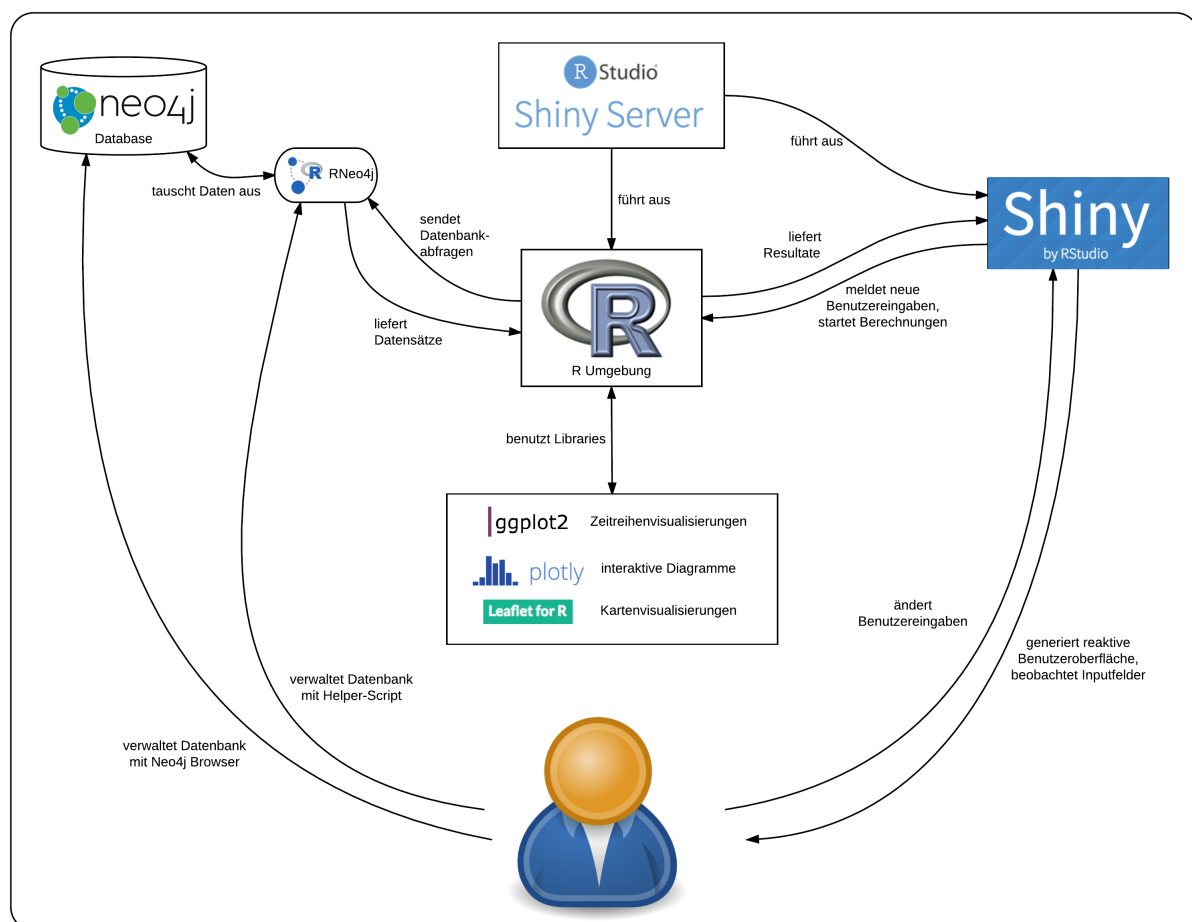 neo4j
Database
R Studio
Shiny Server
führt aus
R RNeo4j
tauscht Daten aus
sendet
Datenbank-
abfragen
führt aus
Shiny
by RStudio
liefert
Resultate
meldet neue
Benutzereingaben,
startet Berechnungen
liefert
Datensätze
R
R Umgebung
benutzt Libraries
ggplot2 Zeitreihenvisualisierungen
plotly interaktive Diagramme
Leaflet for R Kartenvisualisierungen
ändert
Benutzereingaben
generiert reaktive
Benutzeroberfläche,
beobachtet Inputfelder
verwaltet Datenbank
mit Helper-Script
verwaltet Datenbank
mit Neo4j Browser